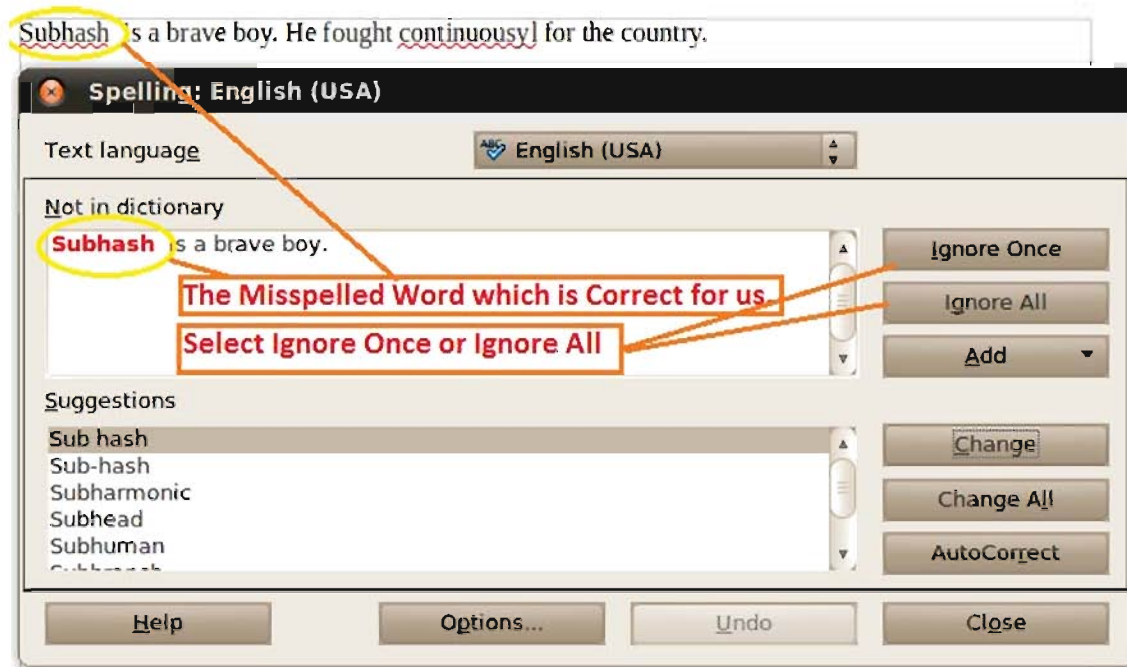 Subhash is a brave boy. He fought continuousyl for the country.
Spelling: English (USA)
Text language English (USA)
Not in dictionary
Subhash is a brave boy.
Ignore Once
The Misspelled Word which is Correct for us.
Ignore All
Select Ignore Once or Ignore All
Add
Suggestions
Sub hash
Change
Sub-hash
Subharmonic
Change All
Subhead
Subhuman
AutoCorrect
Help Options... Undo Close